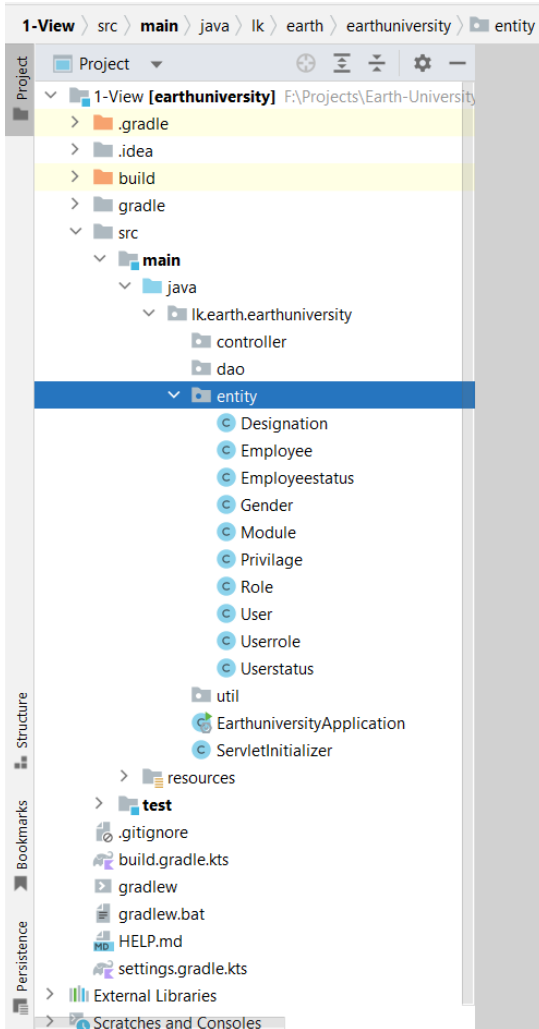 1-View 〉 src 〉 main 〉 java 〉 lk 〉 earth 〉 earthuniversity 〉 entity
Project
Project
1-View [earthuniversity] F:\Projects\Earth-University
.gradle
.idea
build
gradle
src
main
java
lk.earth.earthuniversity
controller
dao
entity
Designation
Employee
Employeestatus
Gender
Module
Privilage
Role
User
Userrole
Userstatus
util
EarthuniversityApplication
ServletInitializer
resources
test
.gitignore
build.gradle.kts
gradlew
gradlew.bat
MD HELP.md
settings.gradle.kts
External Libraries
Scratches and Consoles
Structure
Bookmarks
Persistence